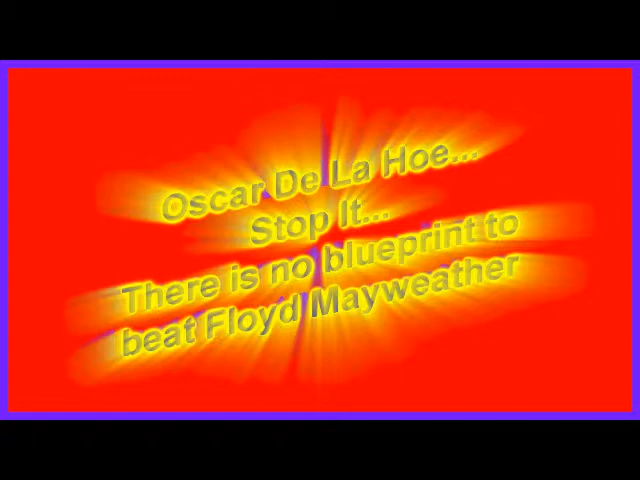 Oscar De La Hoe...
Stop It...
There is no blueprint to
beat Floyd Mayweather